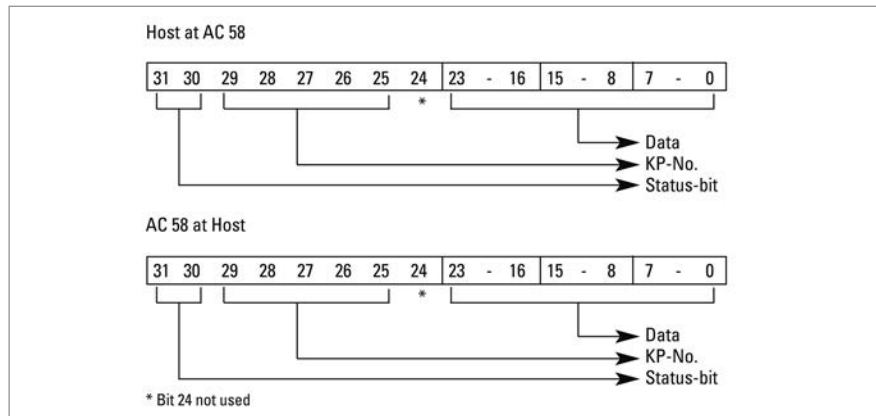 Host at AC 58
31 30 29 28 27 26 25 24 23 - 16 15 - 8 7 - 0
*
Data
KP-No.
Status-bit
AC 58 at Host
31 30 29 28 27 26 25 24 23 - 16 15 - 8 7 - 0
*
Data
KP-No.
Status-bit
* Bit 24 not used